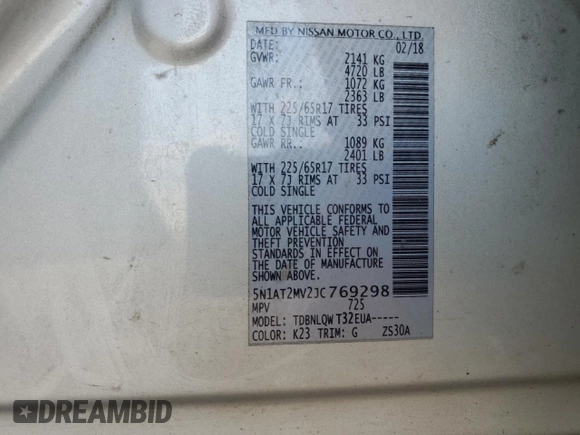 MFD BY NISSAN MOTOR CO., LTD.
DATE: 02/18
GVWR: 2141 KG
4720 LB
GAWR FR.: 1072 KG
2363 LB
WITH 225/65R17 TIRES
17 X 7J RIMS AT 33 PSI
COLD SINGLE
GAWR RR.: 1089 KG
2401 LB
WITH 225/65R17 TIRES
17 X 7J RIMS AT 33 PSI
COLD SINGLE
THIS VEHICLE CONFORMS TO
ALL APPLICABLE FEDERAL
MOTOR VEHICLE SAFETY AND
THEFT PREVENTION
STANDARDS IN EFFECT ON
THE DATE OF MANUFACTURE
SHOWN ABOVE.
5N1AT2MV2JC769298
MPV 725
MODEL: TDBNLQW T32EUA-----
COLOR: K23 TRIM: G ZS30A
DREAMBID